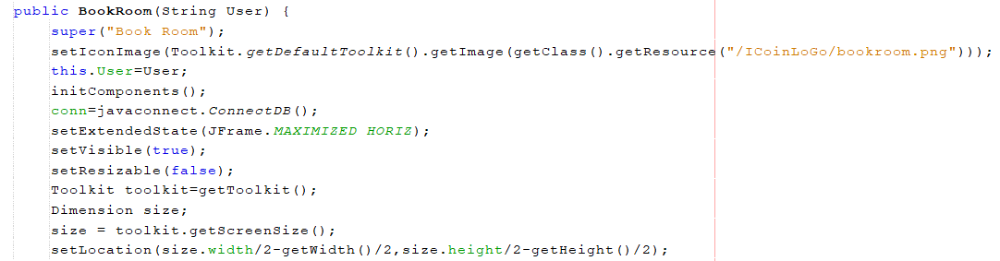 public BookRoom(String User) {
super("Book Room");
setIconImage(Toolkit.getDefaultToolkit().getImage(getClass().getResource("/ICoinLoGo/bookroom.png")));
this.User=User;
initComponents();
conn=javaconnect.ConnectDB();
setExtendedState(JFrame.MAXIMIZED_HORIZ);
setVisible(true);
setResizable(false);
Toolkit toolkit=getToolkit();
Dimension size;
size = toolkit.getScreenSize();
setLocation(size.width/2-getWidth()/2,size.height/2-getHeight()/2);